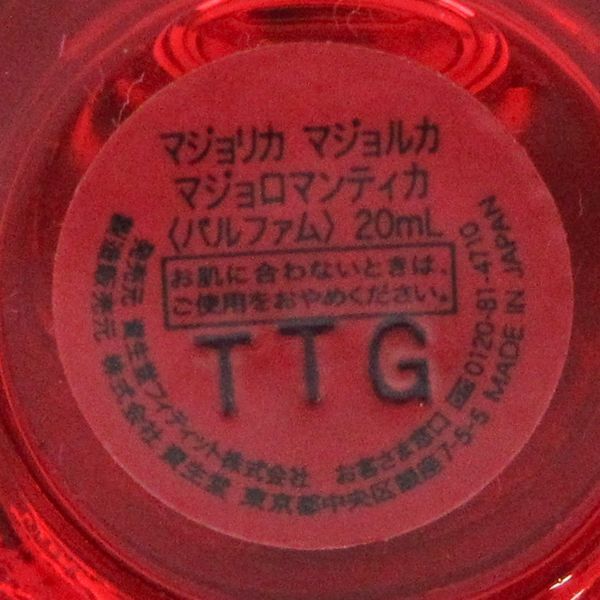 マジョリカ マジョルカ
マジョロマンティカ
〈パルファム〉 20mL
お肌に合わないときは、
ご使用をおやめください。
TTG
発売元 資生堂フィティット株式会社 お客さま窓口 0120-81-4710
製造販売元 株式会社 資生堂 東京都中央区銀座7-5-5 MADE IN JAPAN